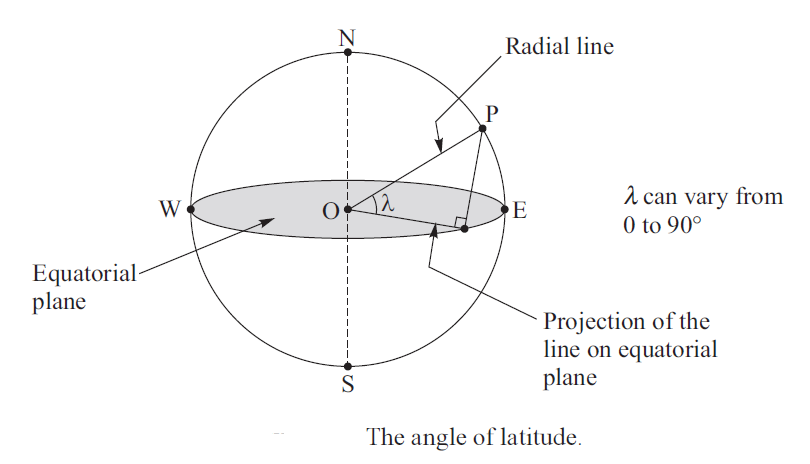 N
Radial line
P
W
O
λ
E
λ can vary from
0 to 90°
Equatorial
plane
Projection of the
line on equatorial
plane
S
The angle of latitude.